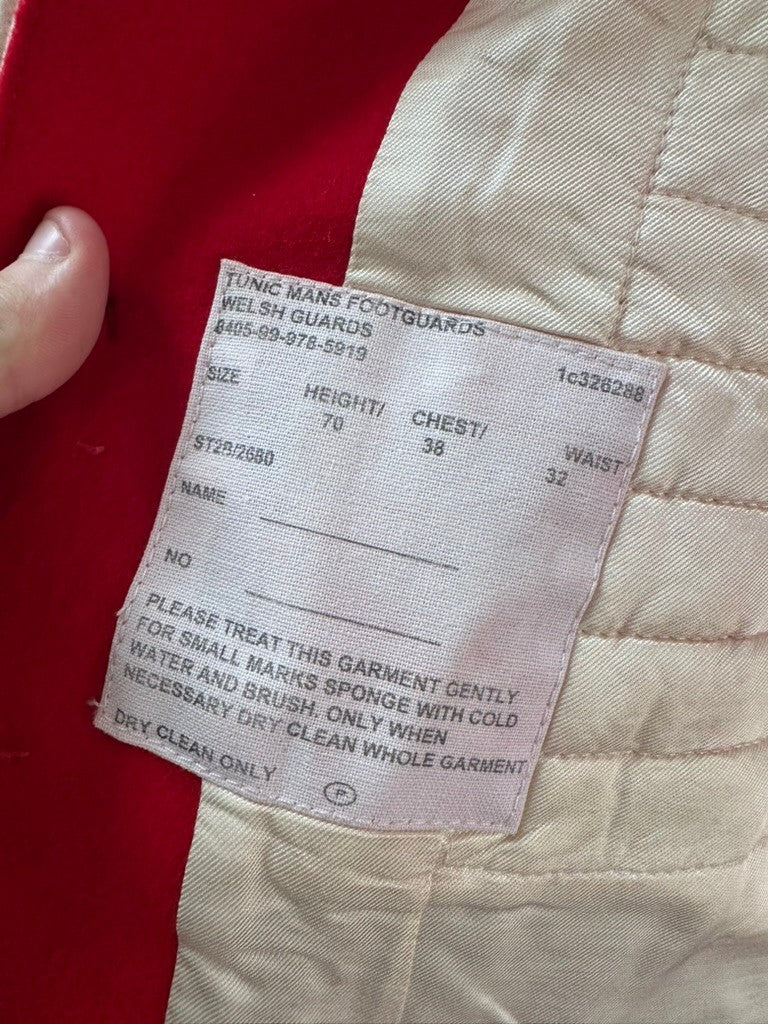 TUNIC MANS FOOTGUARDS
WELSH GUARDS
8405-99-978-5919
1c326288
SIZE HEIGHT/ CHEST/ WAIST
70 38 32
NAME
NO
PLEASE TREAT THIS GARMENT GENTLY
FOR SMALL MARKS SPONGE WITH COLD
WATER AND BRUSH. ONLY WHEN
NECESSARY DRY CLEAN WHOLE GARMENT
DRY CLEAN ONLY
P